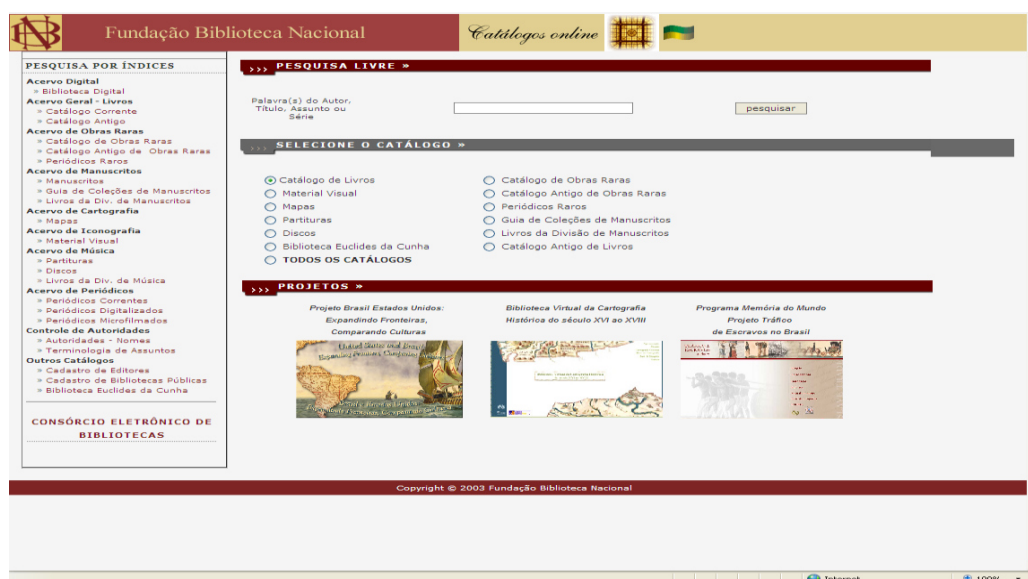 Fundação Biblioteca Nacional
Catálogos online
PESQUISA POR ÍNDICES
Acervo Digital
» Biblioteca Digital
Acervo Geral - Livros
» Catálogo Corrente
» Catálogo Antigo
Acervo de Obras Raras
» Catálogo de Obras Raras
» Catálogo Antigo de Obras Raras
» Periódicos Raros
Acervo de Manuscritos
» Manuscritos
» Guia de Coleções de Manuscritos
» Livros da Div. de Manuscritos
Acervo de Cartografia
» Mapas
Acervo de Iconografia
» Material Visual
Acervo de Música
» Partituras
» Discos
» Livros da Div. de Música
Acervo de Periódicos
» Periódicos Correntes
» Periódicos Digitalizados
» Periódicos Microfilmados
Controle de Autoridades
» Autoridades - Nomes
» Terminologia de Assuntos
Outros Catálogos
» Cadastro de Editores
» Cadastro de Bibliotecas Públicas
» Biblioteca Euclides da Cunha
CONSÓRCIO ELETRÔNICO DE
BIBLIOTECAS
››› PESQUISA LIVRE »
Palavra(s) do Autor,
Título, Assunto ou
Série
pesquisar
››› SELECIONE O CATÁLOGO »
Catálogo de Livros
Material Visual
Mapas
Partituras
Discos
Biblioteca Euclides da Cunha
TODOS OS CATÁLOGOS
Catálogo de Obras Raras
Catálogo Antigo de Obras Raras
Periódicos Raros
Guia de Coleções de Manuscritos
Livros da Divisão de Manuscritos
Catálogo Antigo de Livros
››› PROJETOS »
Projeto Brasil Estados Unidos:
Expandindo Fronteiras,
Comparando Culturas
Biblioteca Virtual da Cartografia
Histórica do século XVI ao XVIII
Programa Memória do Mundo
Projeto Tráfico
de Escravos no Brasil
Copyright © 2003 Fundação Biblioteca Nacional
Internet
100%